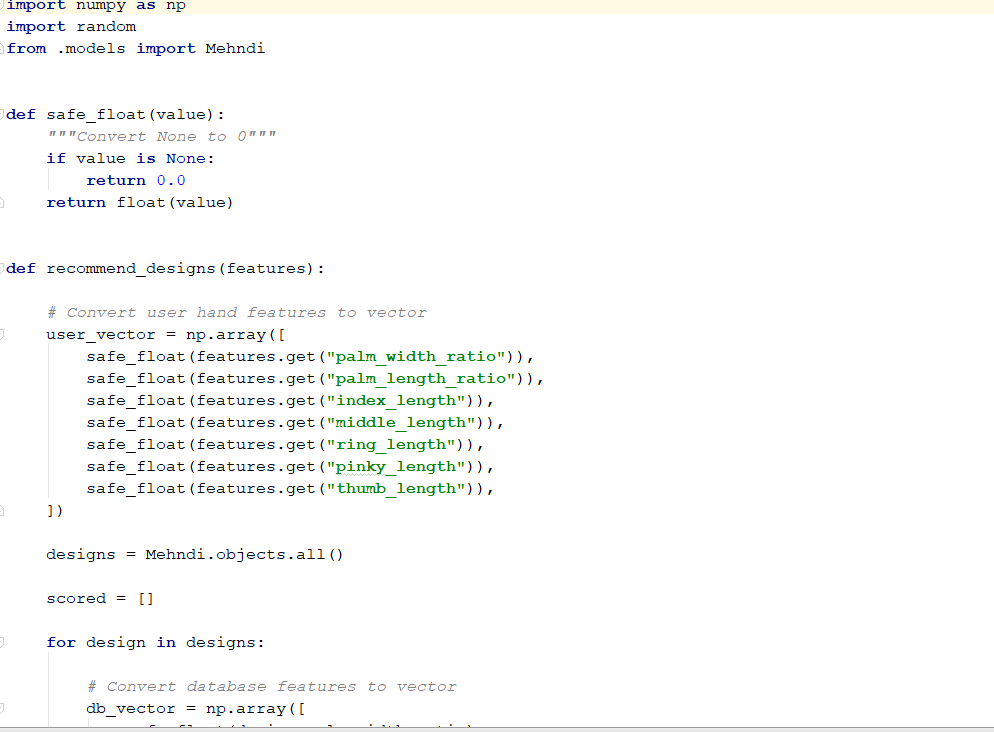 import numpy as np
import random
from .models import Mehndi
def safe_float(value):
"""Convert None to 0"""
if value is None:
return 0.0
return float(value)
def recommend_designs(features):
# Convert user hand features to vector
user_vector = np.array([
safe_float(features.get("palm_width_ratio")),
safe_float(features.get("palm_length_ratio")),
safe_float(features.get("index_length")),
safe_float(features.get("middle_length")),
safe_float(features.get("ring_length")),
safe_float(features.get("pinky_length")),
safe_float(features.get("thumb_length")),
])
designs = Mehndi.objects.all()
scored = []
for design in designs:
# Convert database features to vector
db_vector = np.array([